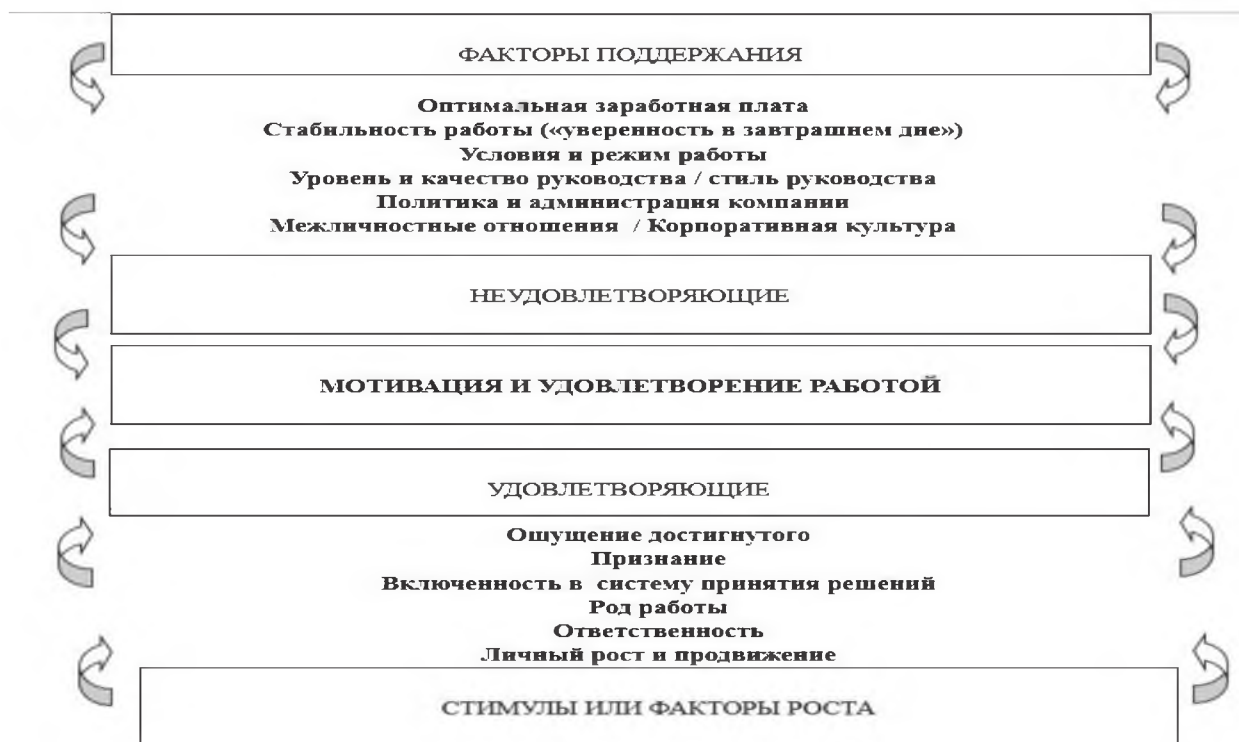 ФАКТОРЫ ПОДДЕРЖАНИЯ
Оптимальная заработная плата
Стабильность работы («уверенность в завтрашнем дне»)
Условия и режим работы
Уровень и качество руководства / стиль руководства
Политика и администрация компании
Межличностные отношения / Корпоративная культура
НЕУДОВЛЕТВОРЯЮЩИЕ
МОТИВАЦИЯ И УДОВЛЕТВОРЕНИЕ РАБОТОЙ
УДОВЛЕТВОРЯЮЩИЕ
Ощущение достигнутого
Признание
Включенность в систему принятия решений
Род работы
Ответственность
Личный рост и продвижение
СТИМУЛЫ ИЛИ ФАКТОРЫ РОСТА